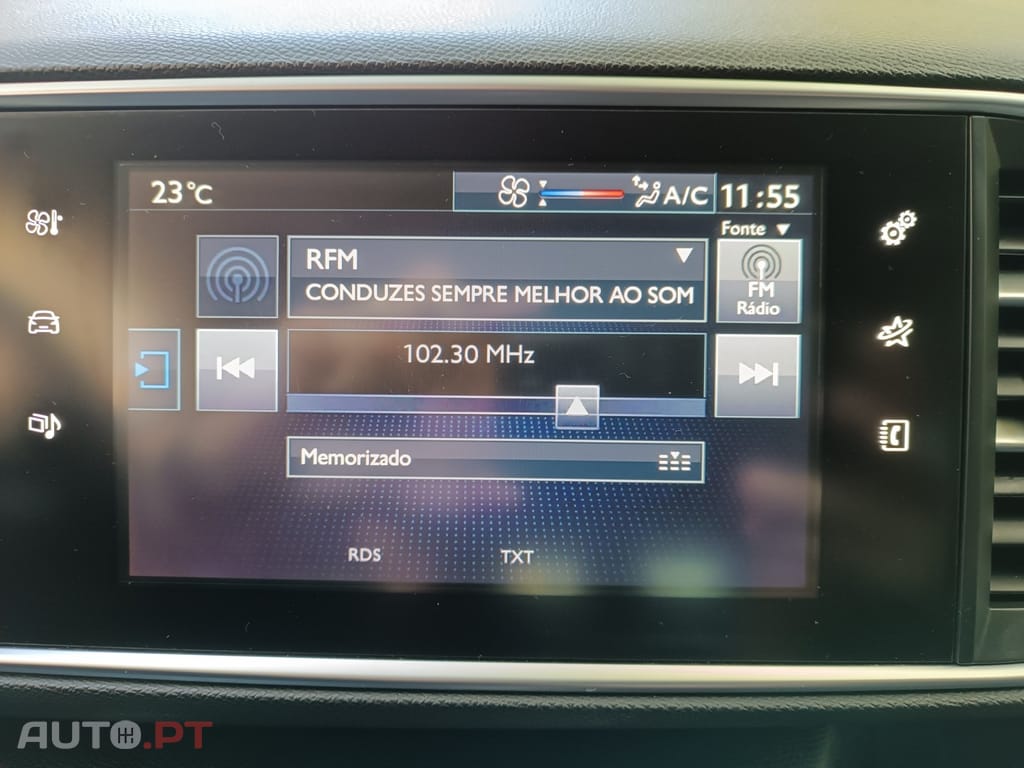 23°C
A/C 11:55
Fonte
RFM
CONDUZES SEMPRE MELHOR AO SOM
FM
Rádio
102.30 MHz
Memorizado
RDS TXT
AUTO.PT